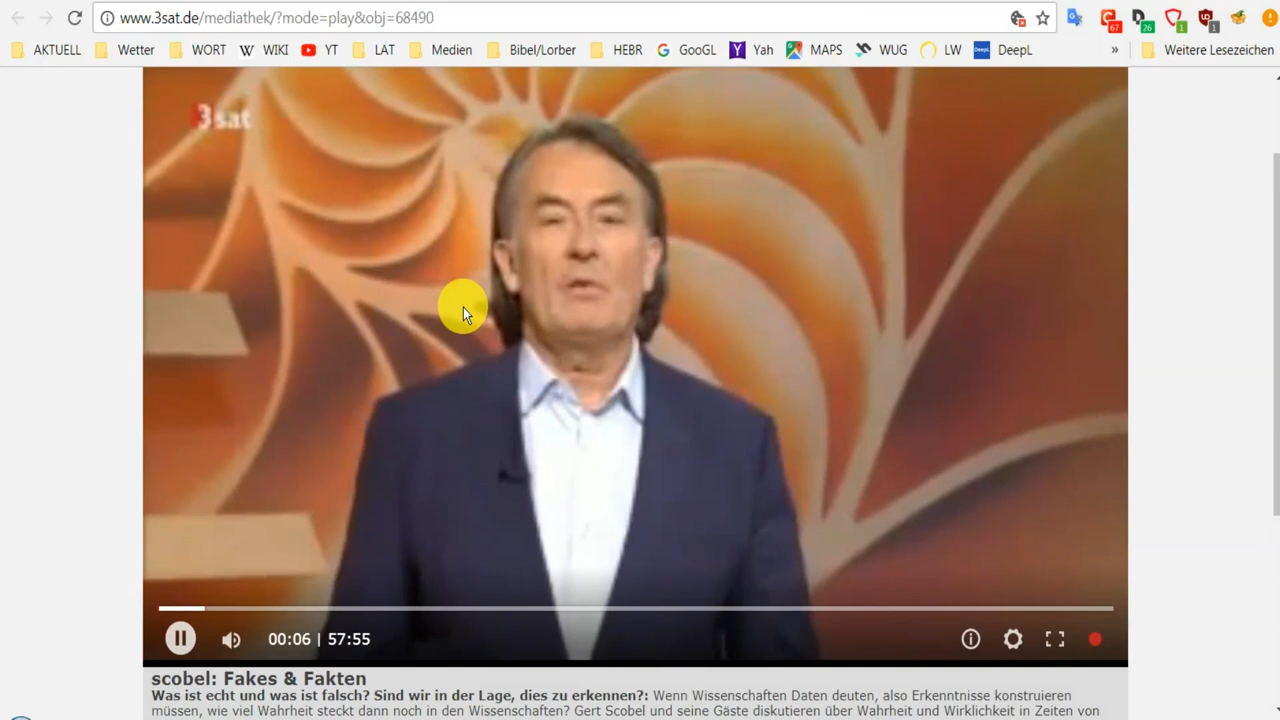 www.3sat.de/mediathek/?mode=play&obj=68490
67 26 1 1
AKTUELL Wetter WORT WIKI YT LAT Medien Bibel/Lorber HEBR GooGL Yah MAPS WUG LW DeepL » Weitere Lesezeichen
3sat
00:06 | 57:55
scobel: Fakes & Fakten
Was ist echt und was ist falsch? Sind wir in der Lage, dies zu erkennen?: Wenn Wissenschaften Daten deuten, also Erkenntnisse konstruieren
müssen, wie viel Wahrheit steckt dann noch in den Wissenschaften? Gert Scobel und seine Gäste diskutieren über Wahrheit und Wirklichkeit in Zeiten von